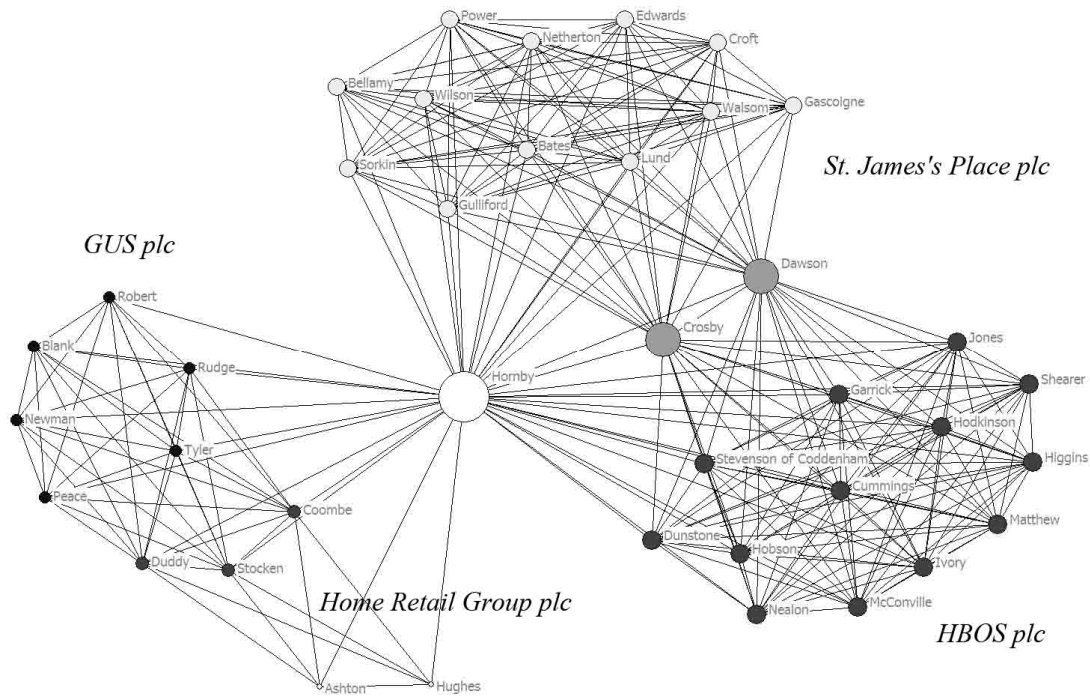 Power
Edwards
Netherton
Croft
Bellamy
Wilson
Walsom
Gascoigne
Bates
Lund
Sorkin
St. James's Place plc
Gulliford
GUS plc
Dawson
Robert
Crosby
Jones
Blank
Rudge
Hornby
Shearer
Garrick
Newman
Hodkinson
Tyler
Stevenson of Coddenham
Higgins
Cummings
Peace
Coombe
Matthew
Dunstone
Hobson
Duddy
Stocken
Ivory
Home Retail Group plc
McConville
Nealon
HBOS plc
Ashton
Hughes